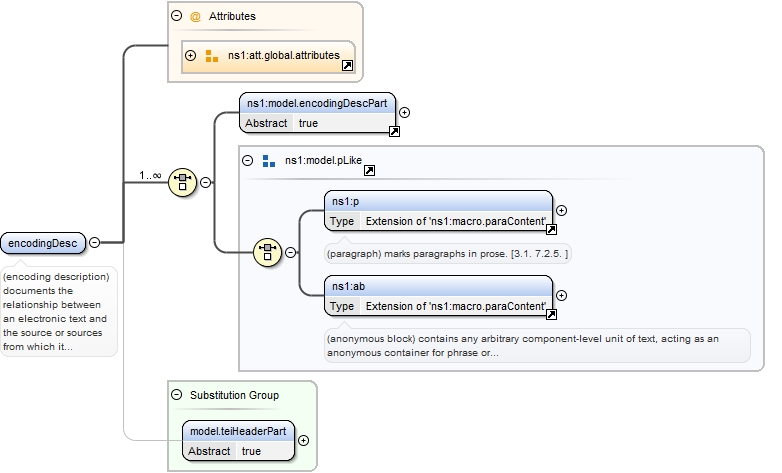 @ Attributes
ns1:att.global.attributes
ns1:model.encodingDescPart
Abstract true
1..∞
ns1:model.pLike
ns1:p
Type Extension of 'ns1:macro.paraContent'
(paragraph) marks paragraphs in prose. [3.1. 7.2.5. ]
ns1:ab
Type Extension of 'ns1:macro.paraContent'
(anonymous block) contains any arbitrary component-level unit of text, acting as an
anonymous container for phrase or...
encodingDesc
(encoding description)
documents the
relationship between
an electronic text and
the source or sources
from which it...
Substitution Group
model.teiHeaderPart
Abstract true